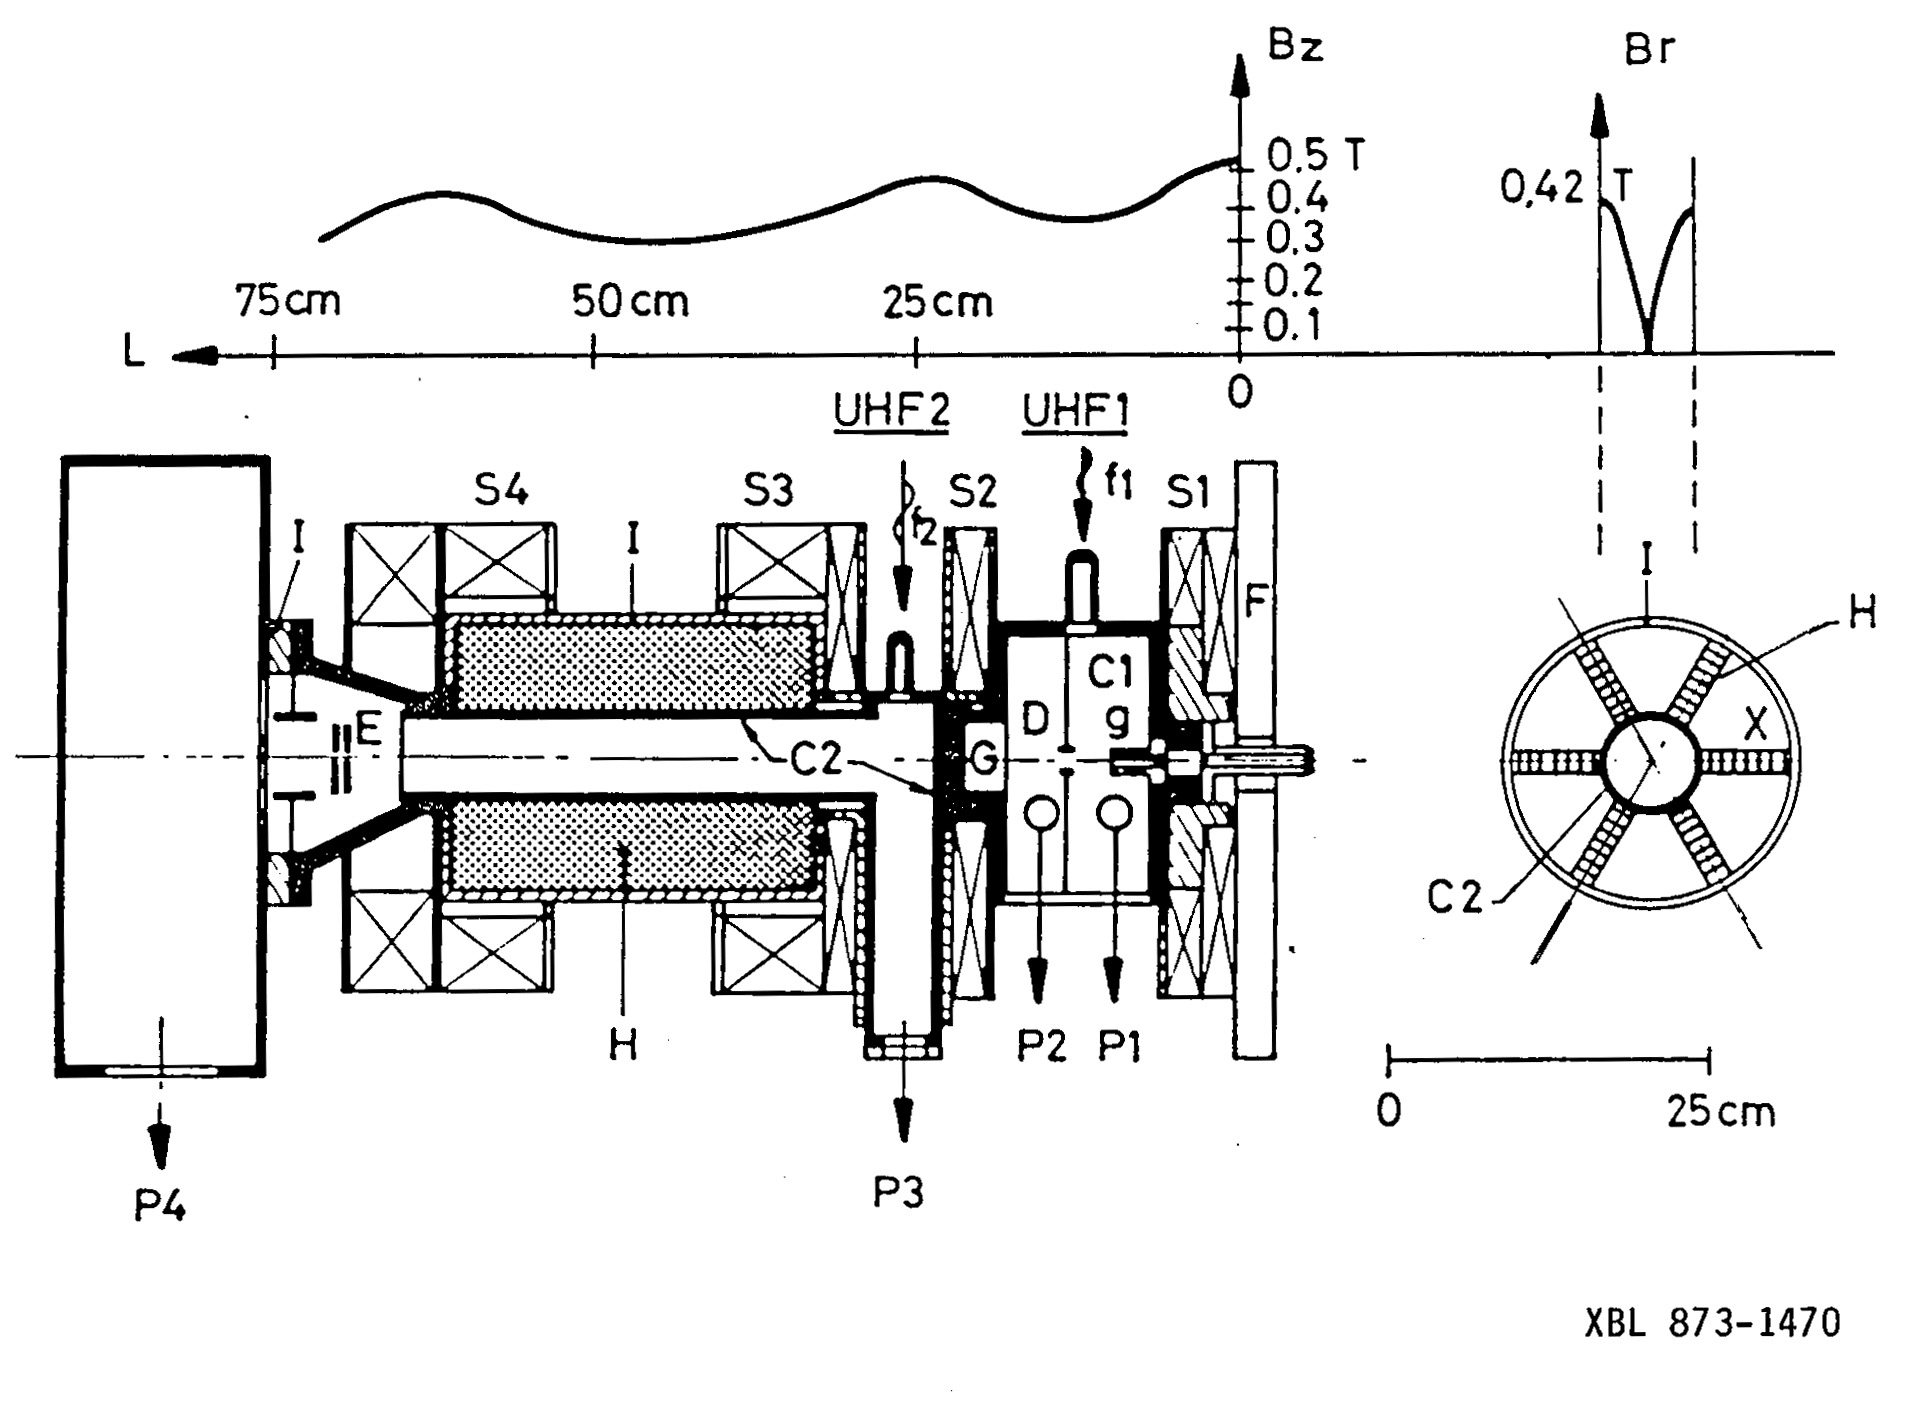 Bz
Br
0.5 T
0,42 T
0.4
0.3
0.2
0.1
75cm 50cm 25cm
L
0
UHF2 UHF1
f1
f2
S4 S3 S2 S1
I I
F
I
H
E
C1
D g
X
C2 G
C2
H
P2 P1
0 25cm
P4
P3
XBL 873-1470